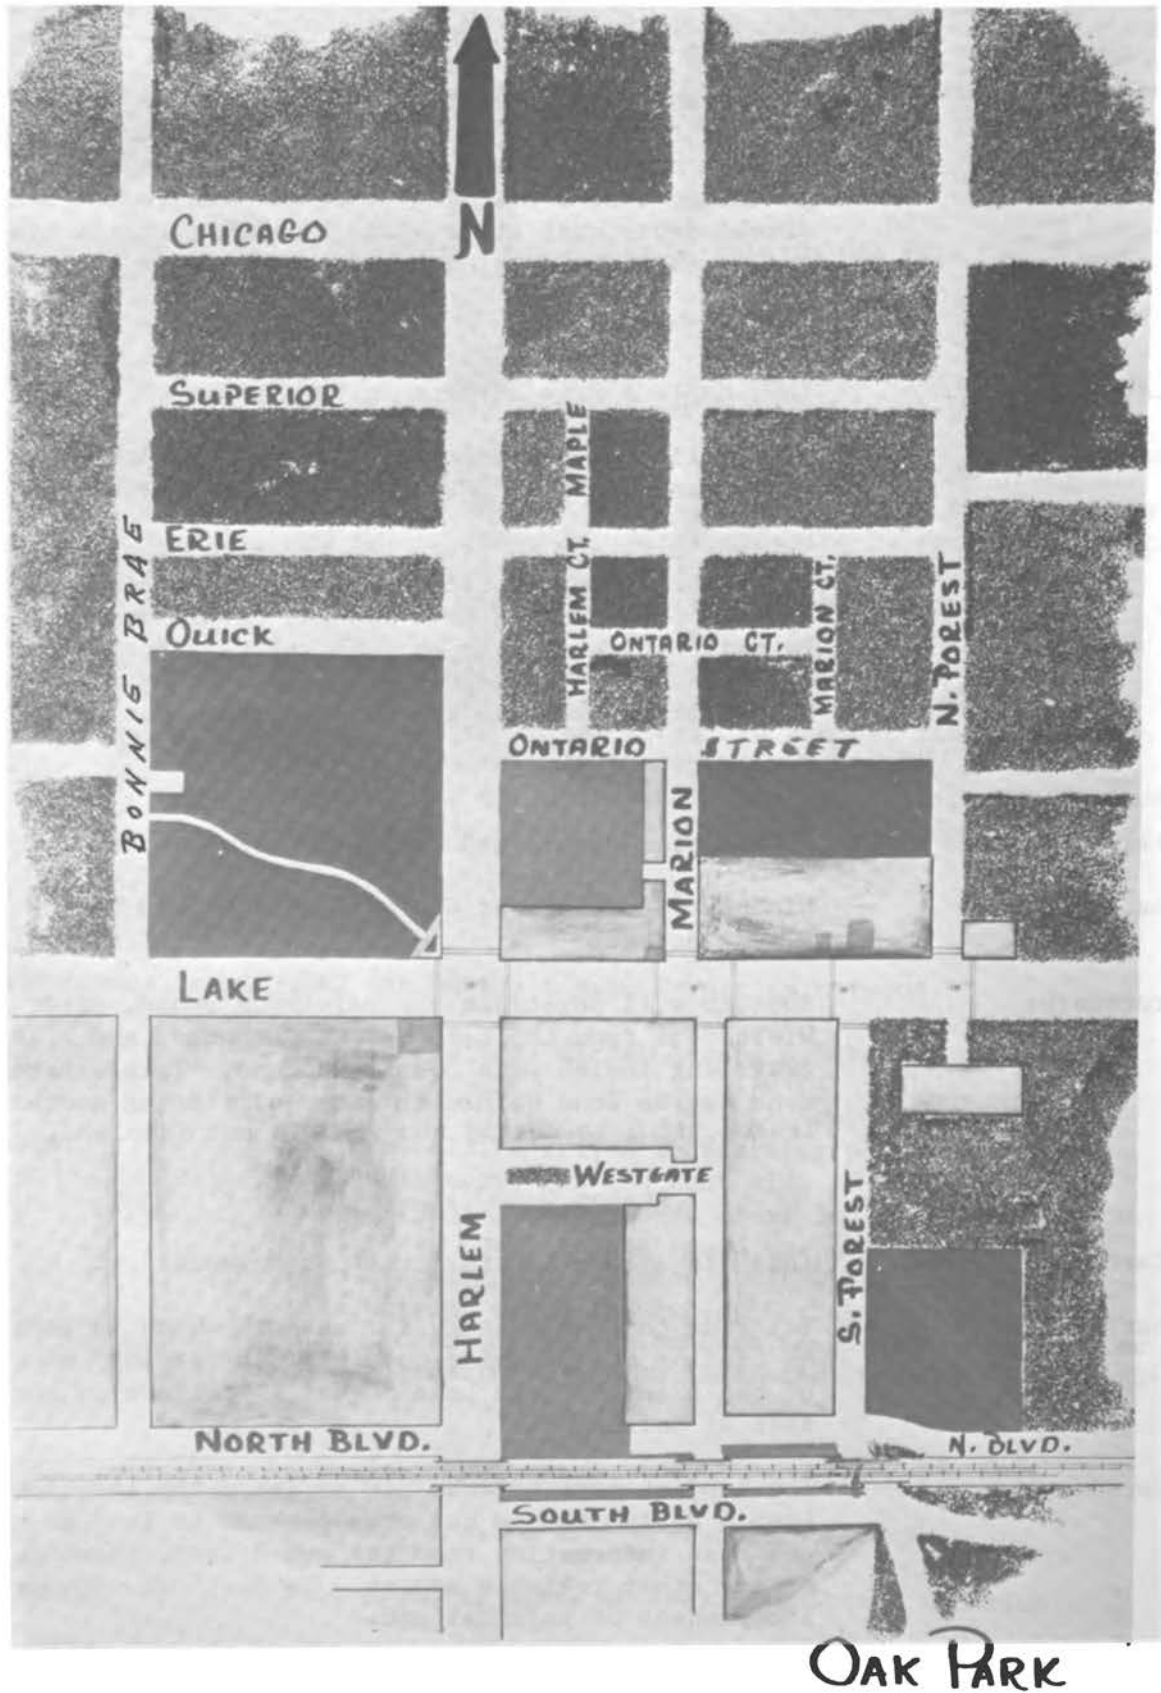 N
CHICAGO
SUPERIOR
MAPLE
ERIE
BONNIE BRAE
QUICK
HARLEM CT.
ONTARIO CT.
MARION CT.
N. FOREST
ONTARIO STREET
MARION
LAKE
WESTGATE
HARLEM
S. FOREST
NORTH BLVD.
N. BLVD.
SOUTH BLVD.
OAK PARK